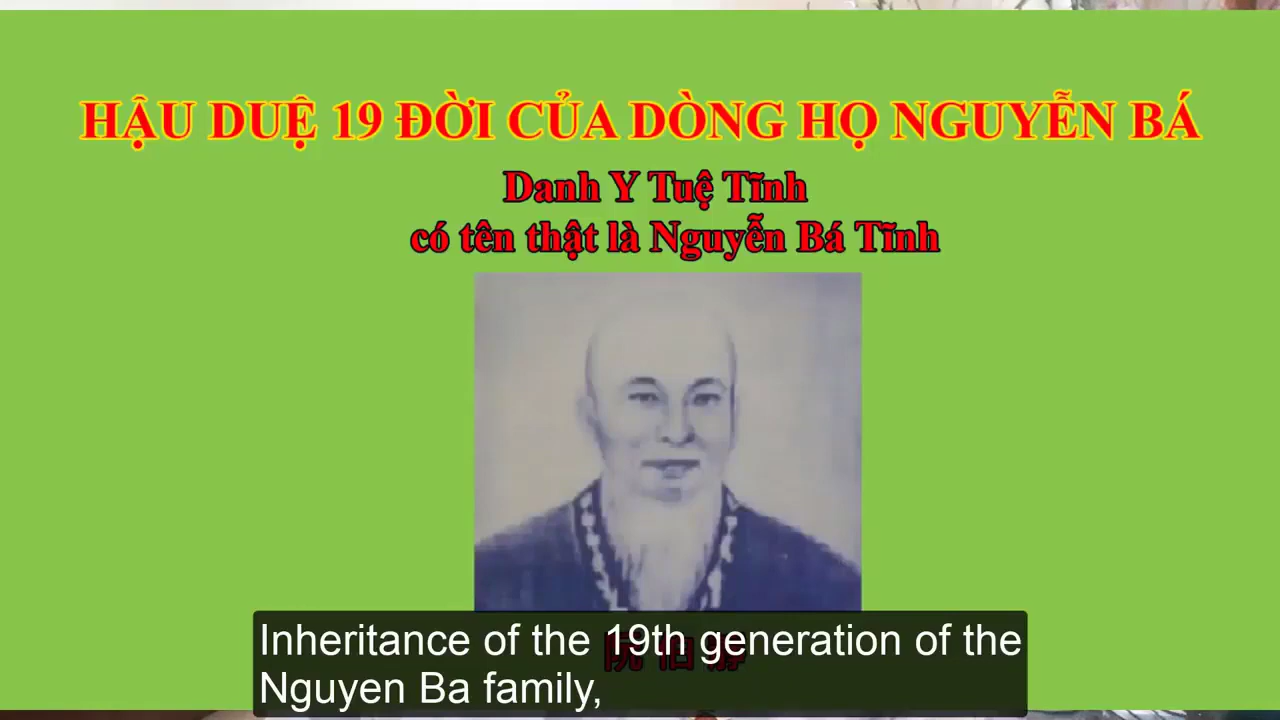 HẬU DUỆ 19 ĐỜI CỦA DÒNG HỌ NGUYỄN BÁ
Danh Y Tuệ Tĩnh
có tên thật là Nguyễn Bá Tĩnh
Inheritance of the 19th generation of the
Nguyen Ba family,